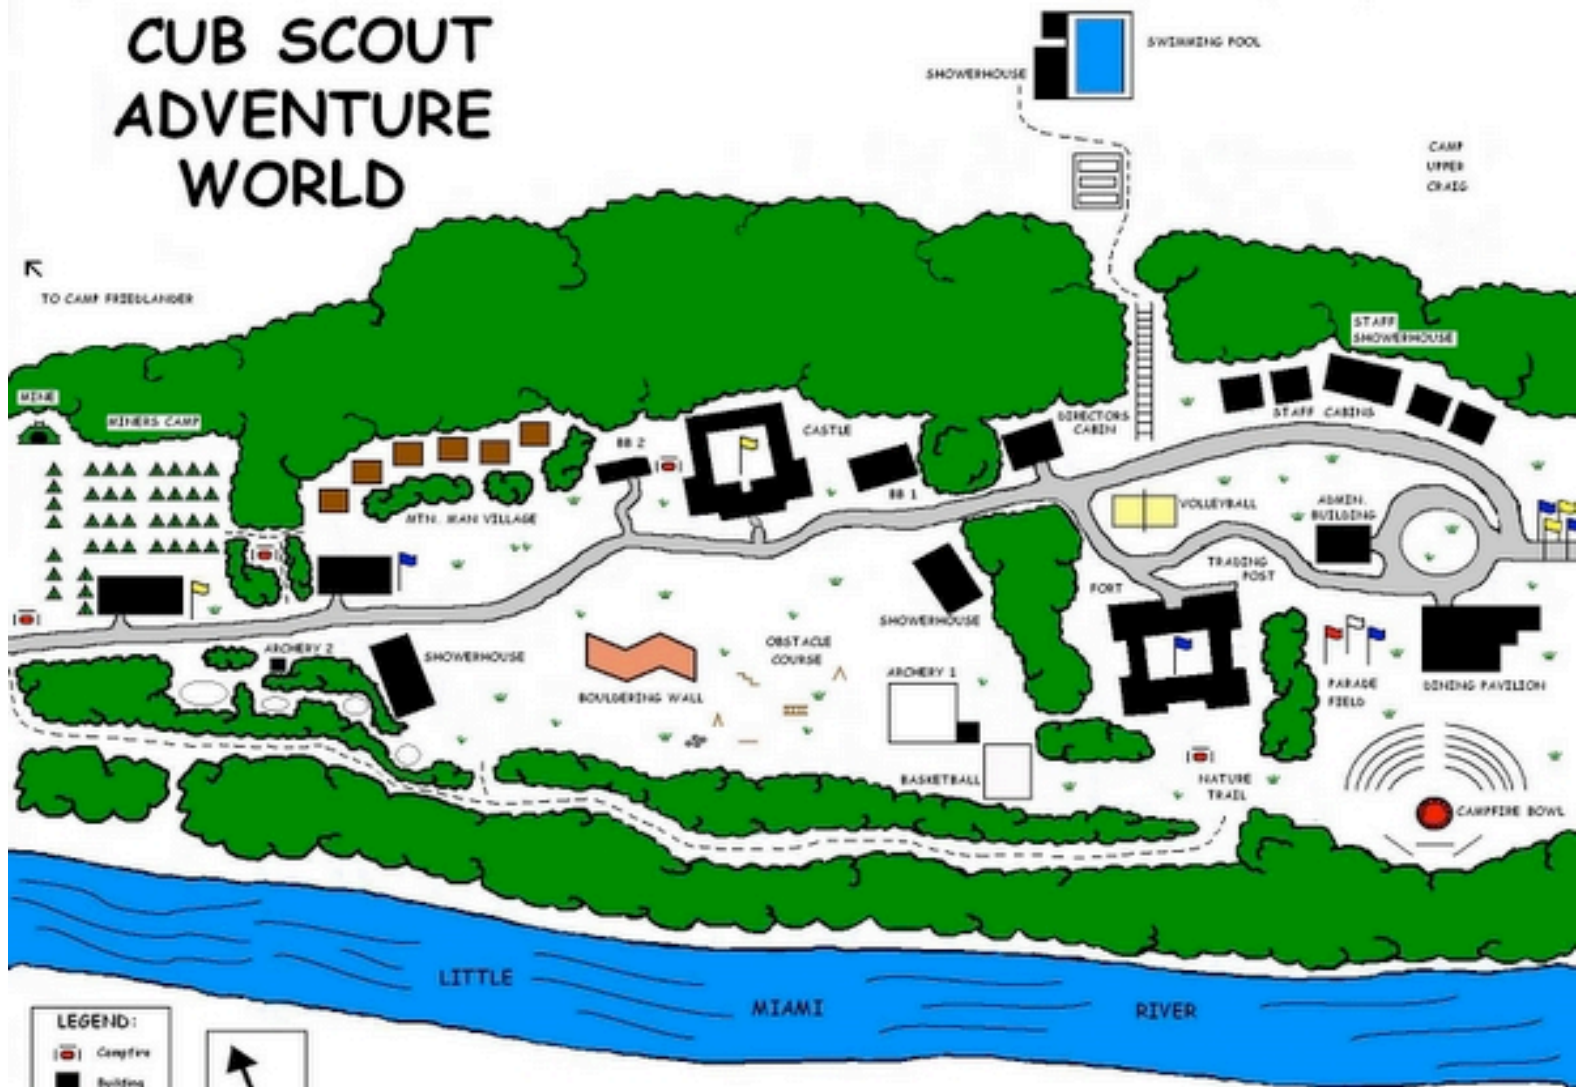 CUB SCOUT
ADVENTURE
WORLD
SWIMMING POOL
SHOWERHOUSE
CAMP
UPPER
CRAIG
TO CAMP FRIEDLANDER
STAFF
SHOWERHOUSE
MINE
MINERS CAMP
STAFF CABINS
DIRECTORS
CABIN
CASTLE
BB 2
BB 1
MTN. MAN VILLAGE
VOLLEYBALL
ADMIN.
BUILDING
TRADING
POST
FORT
SHOWERHOUSE
ARCHERY 2
SHOWERHOUSE
OBSTACLE
COURSE
BOULDERING WALL
ARCHERY 1
PARADE
FIELD
DINING PAVILION
BASKETBALL
NATURE
TRAIL
CAMPFIRE BOWL
LITTLE
MIAMI
RIVER
LEGEND:
Campfire
Building